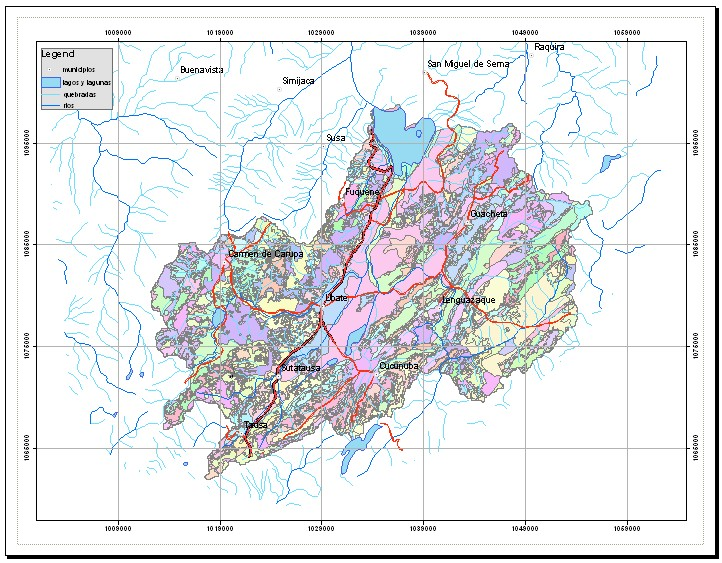 1009000 1019000 1029000 1039000 1049000 1059000
Legend
municipios
lagos y lagunas
quebradas
rios
Raquira
San Miguel de Sema
Buenavista
Simijaca
Susa
Fuquene
Guacheta
Carmen de Carupa
Ubate
Lenguazaque
Sutatausa
Cucunuba
Tausa
1085000
1075000
1065000
1085000
1075000
1065000
1009000 1019000 1029000 1039000 1049000 1059000